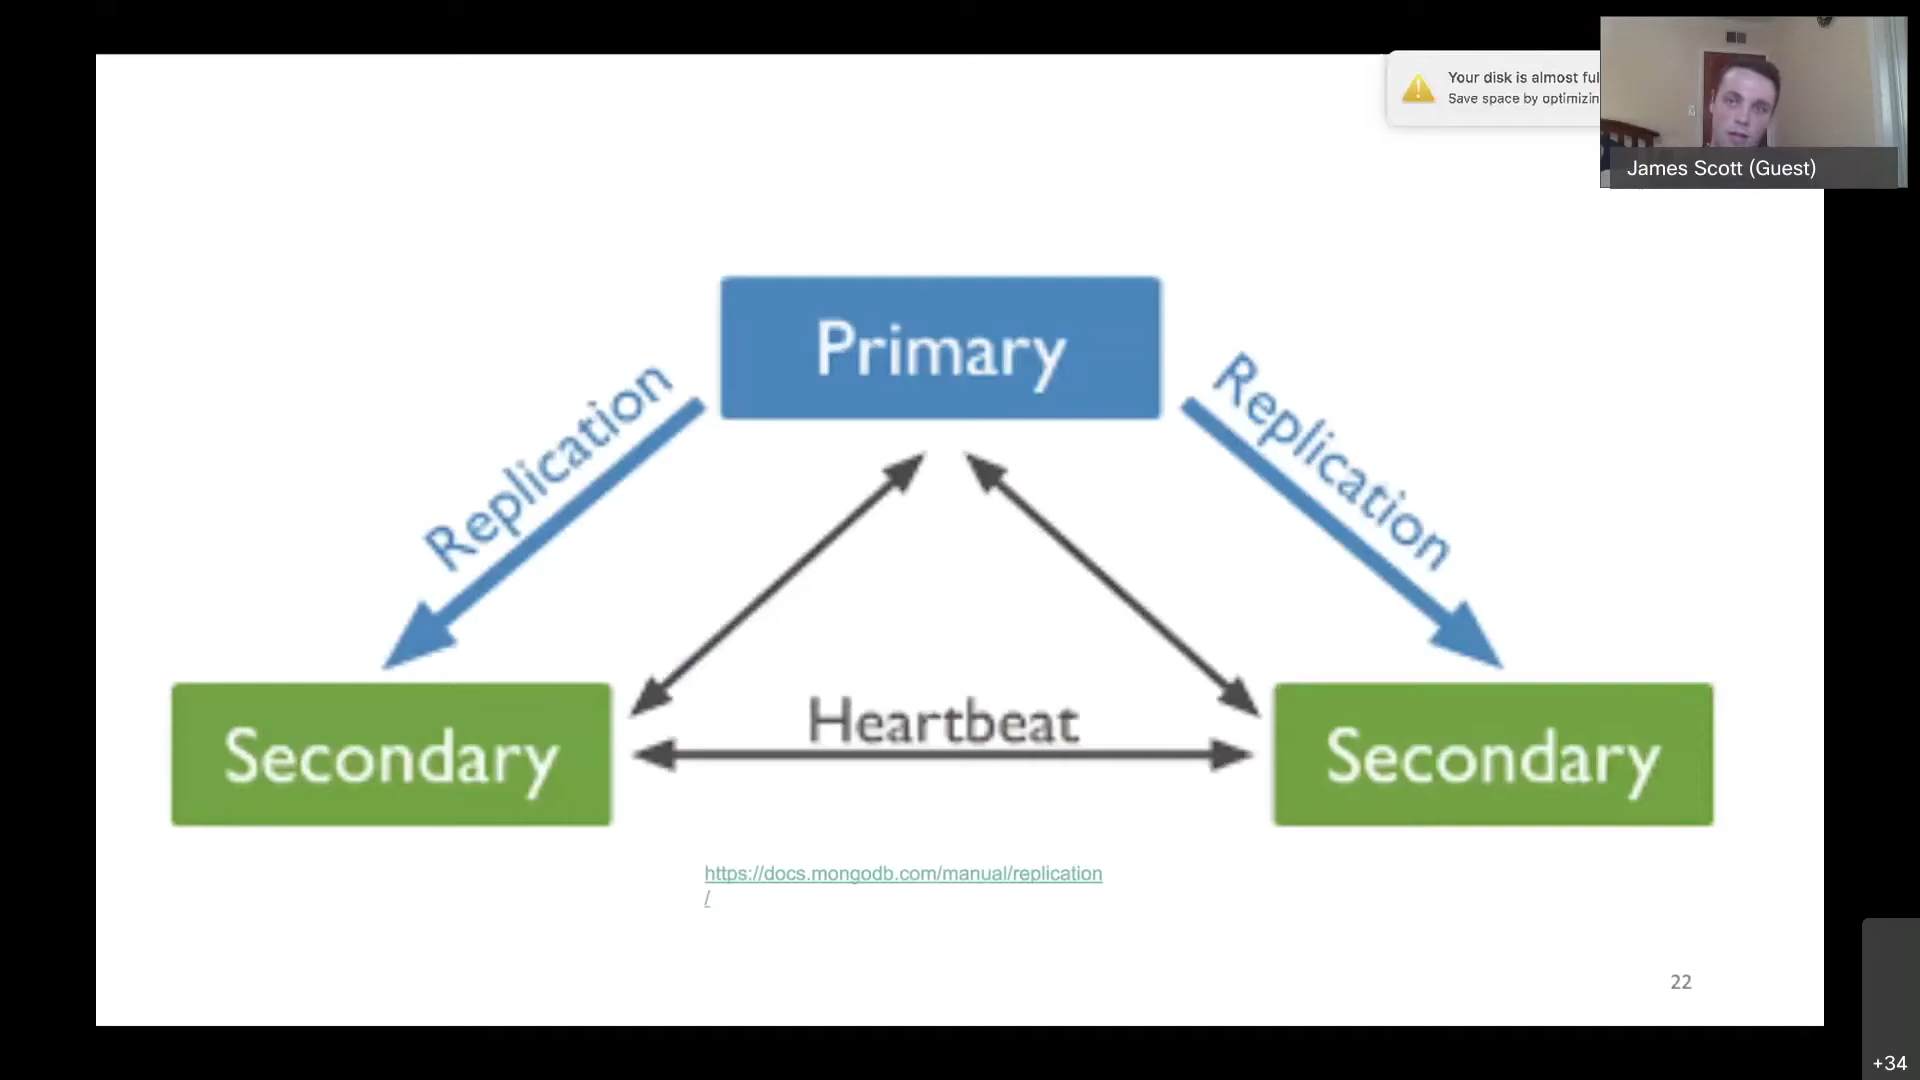 Your disk is almost ful
Save space by optimizin
James Scott (Guest)
Primary
Replication
Replication
Heartbeat
Secondary
Secondary
https://docs.mongodb.com/manual/replication
/
22
+34